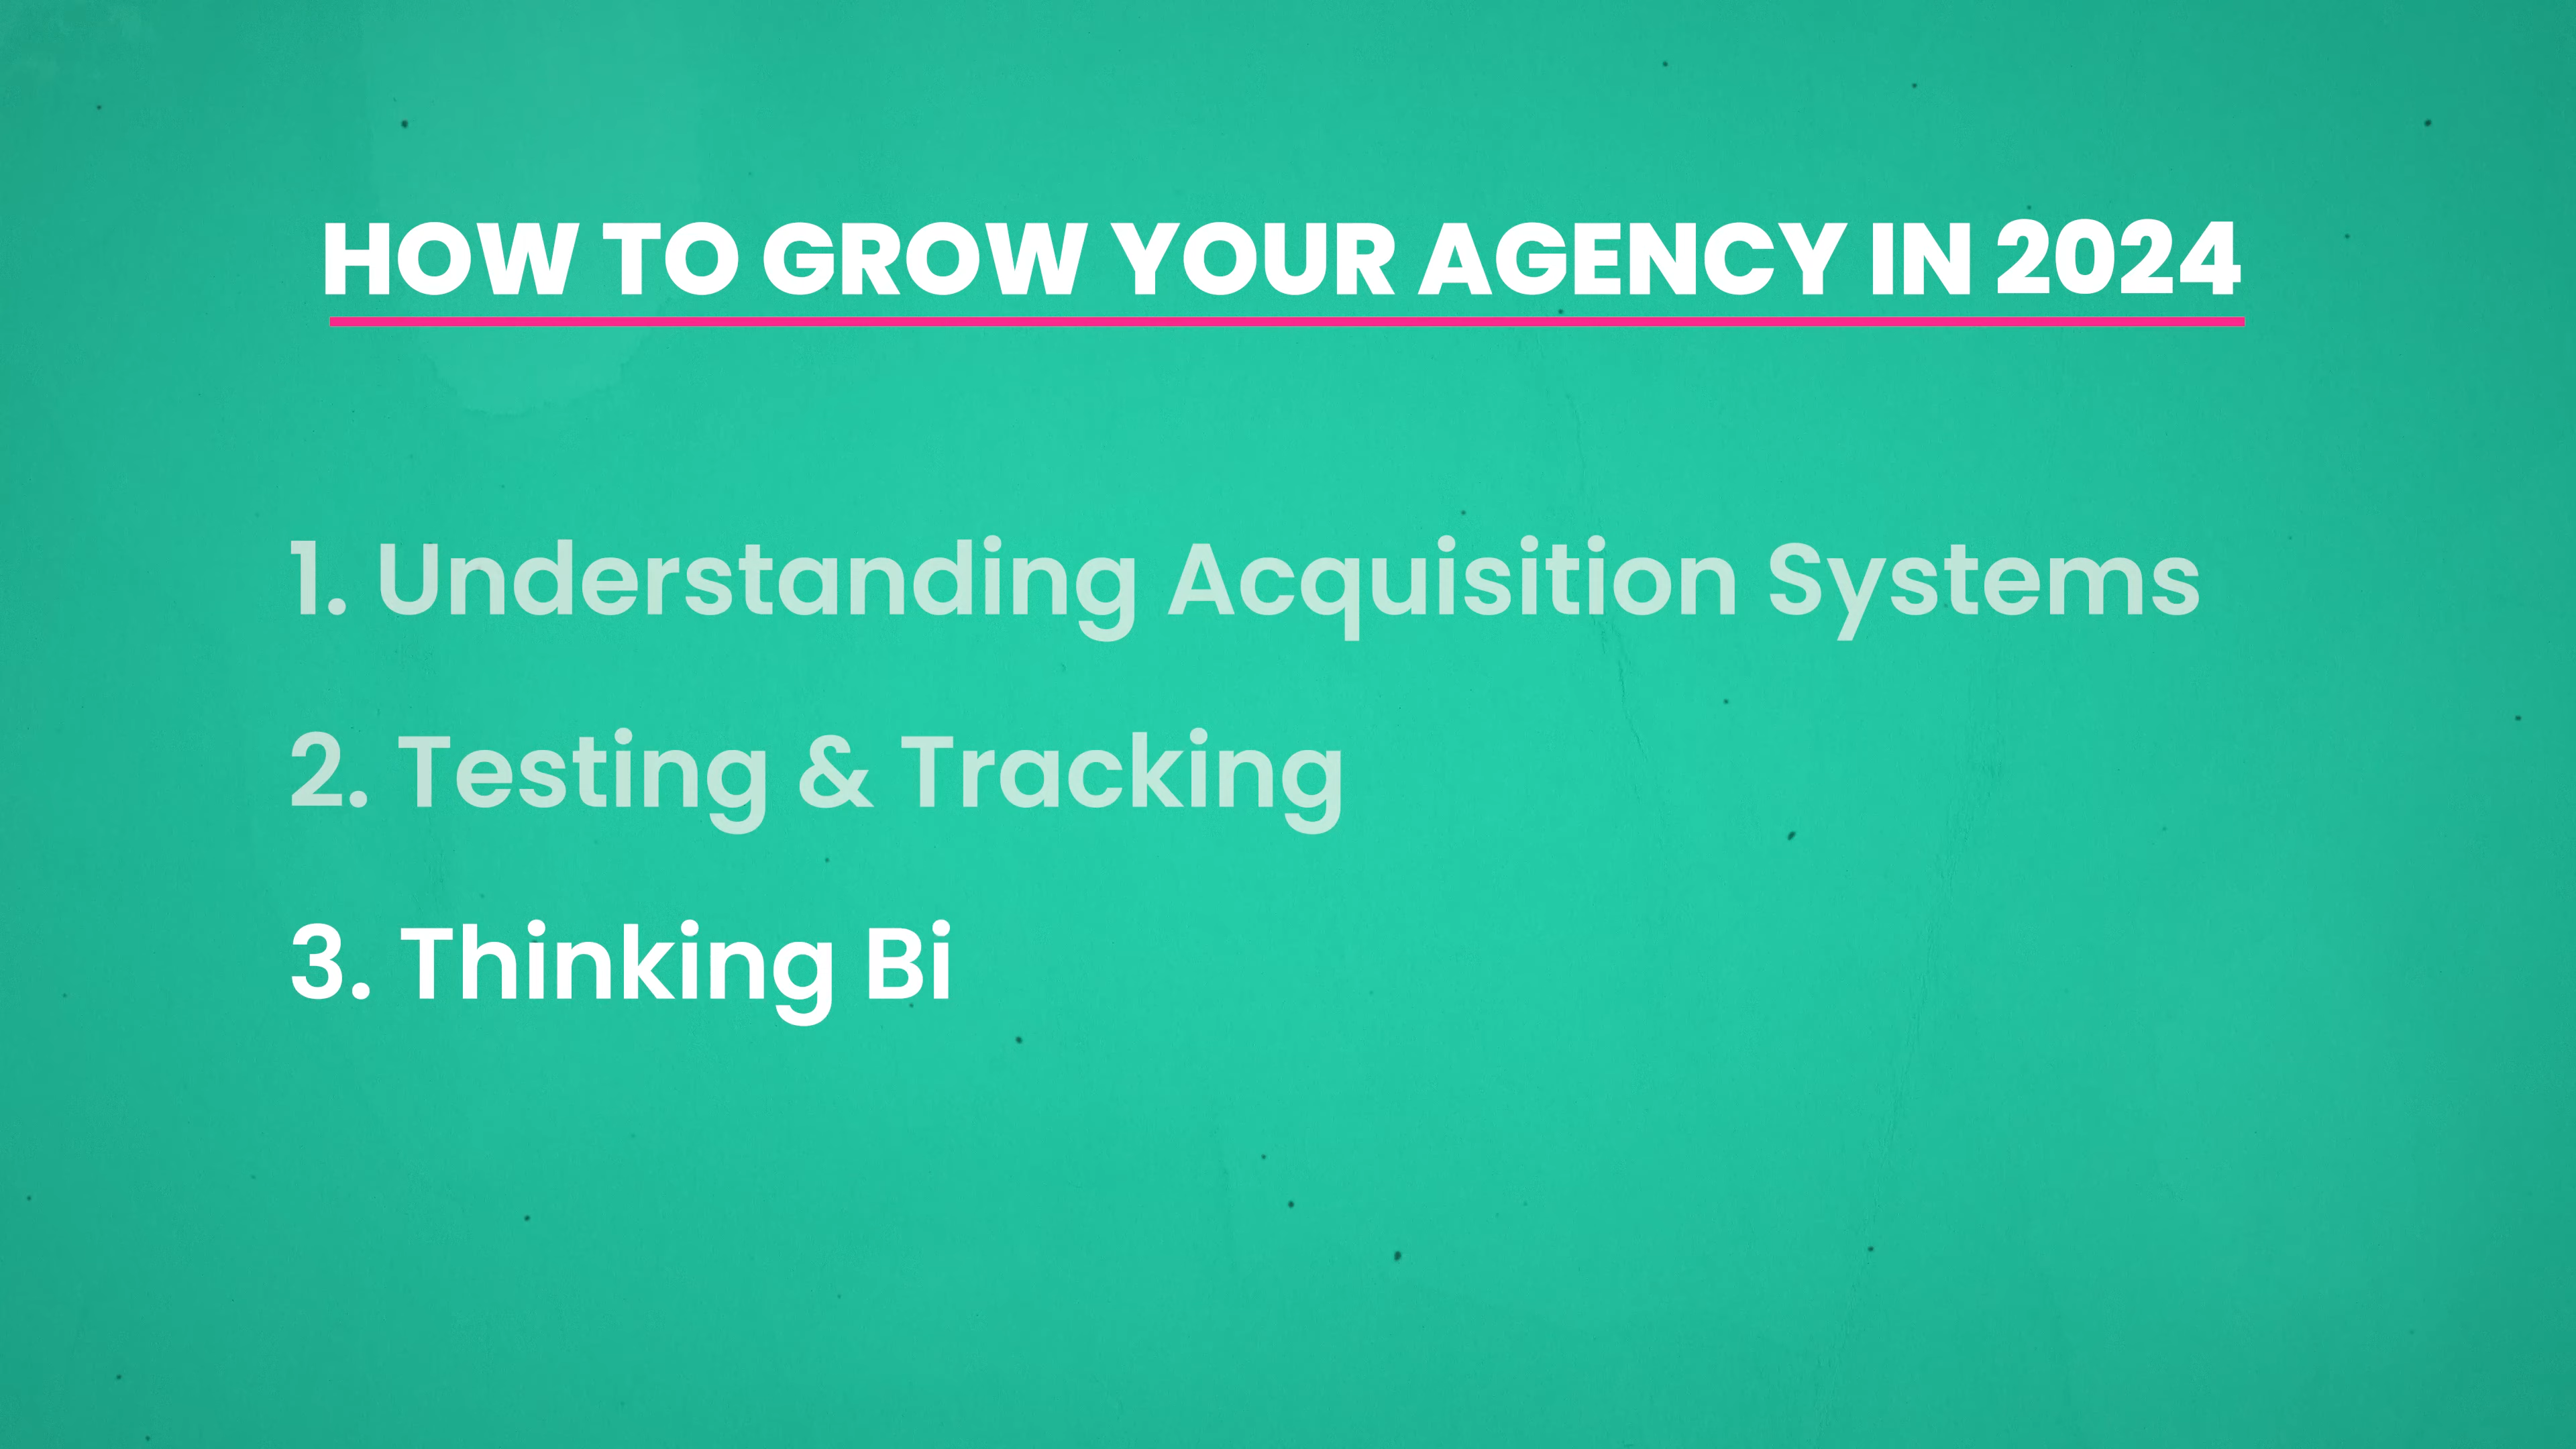 HOW TO GROW YOUR AGENCY IN 2024
1. Understanding Acquisition Systems
2. Testing & Tracking
3. Thinking Bi